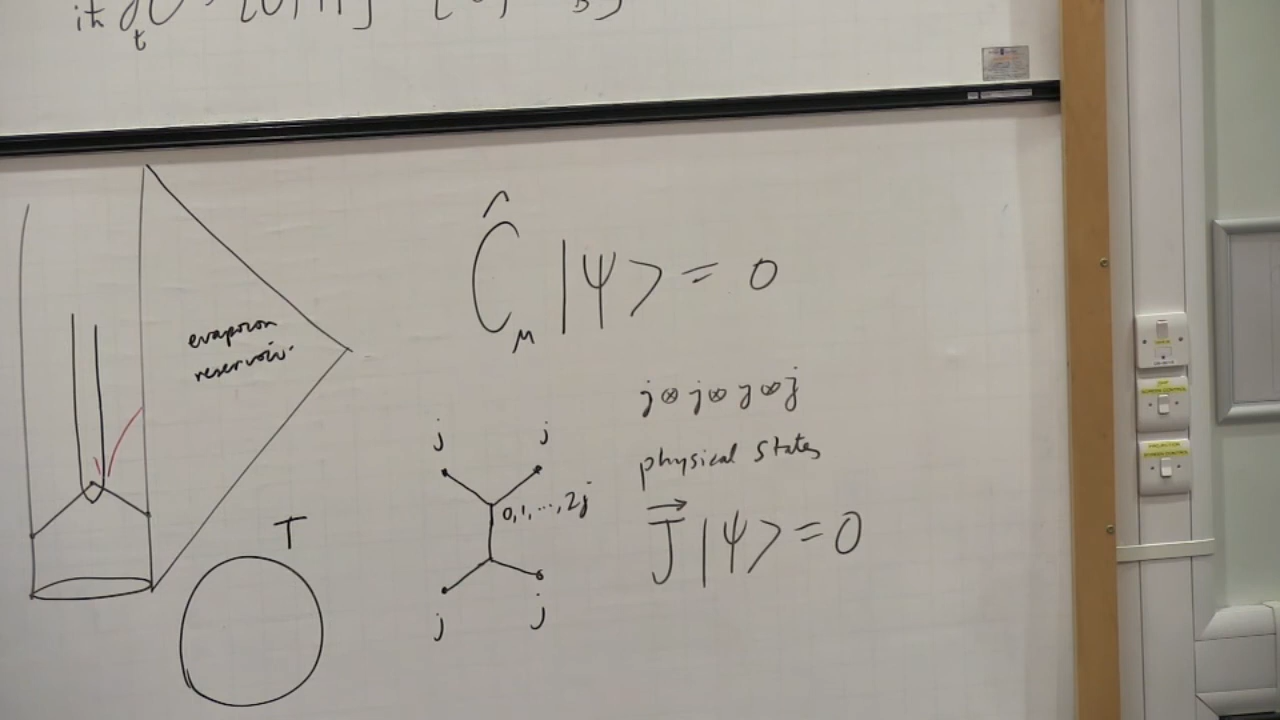 Ĉ_μ |ψ> = 0
evaporon
reservoir.
j⊗j⊗j⊗j
physical states
J⃗ |ψ> = 0
j j
0,1,...,2j
j j
T